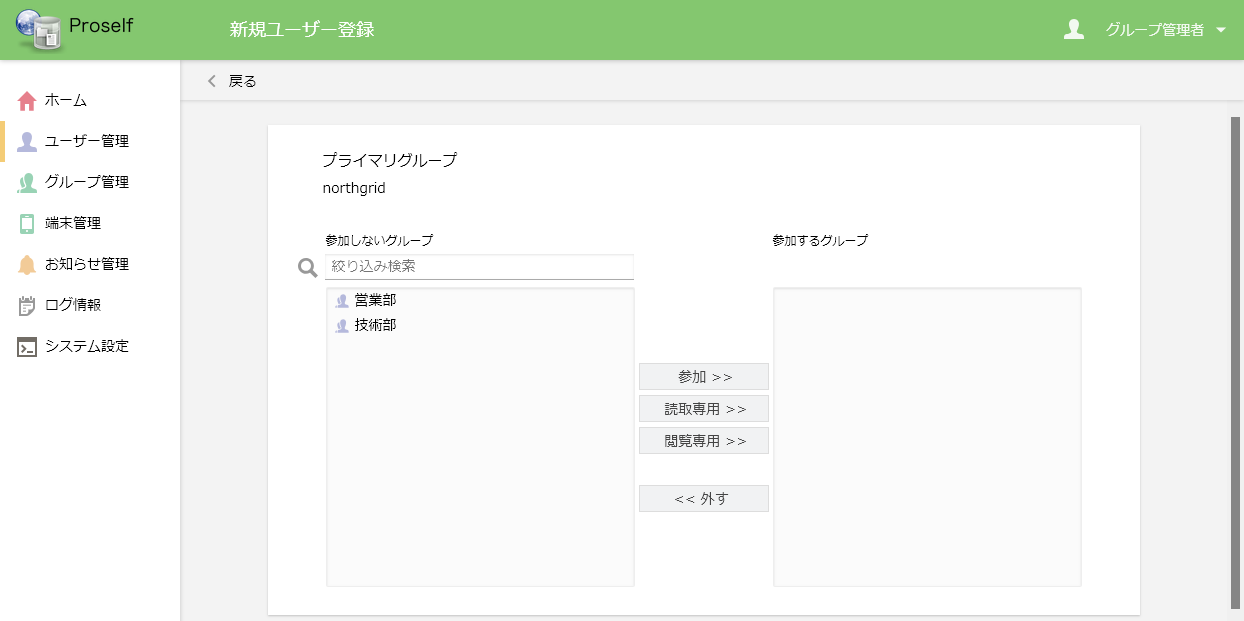 Proself
新規ユーザー登録
グループ管理者
戻る
ホーム
ユーザー管理
グループ管理
端末管理
お知らせ管理
ログ情報
システム設定
プライマリグループ
northgrid
参加しないグループ
絞り込み検索
営業部
技術部
参加 >>
読取専用 >>
閲覧専用 >>
<< 外す
参加するグループ